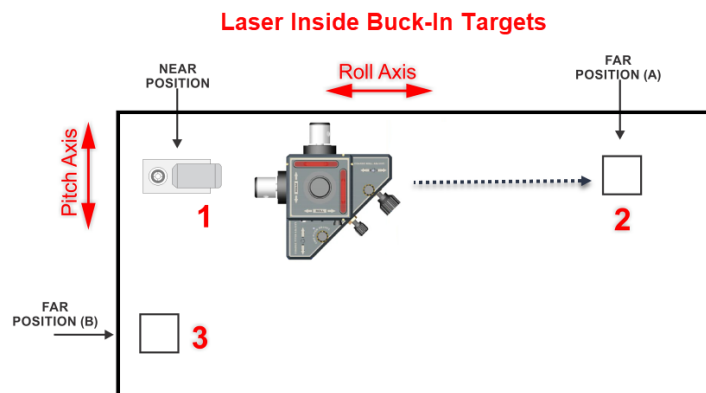 Laser Inside Buck-In Targets
Roll Axis
NEAR
POSITION
FAR
POSITION (A)
Pitch Axis
1
2
FAR
POSITION (B)
3